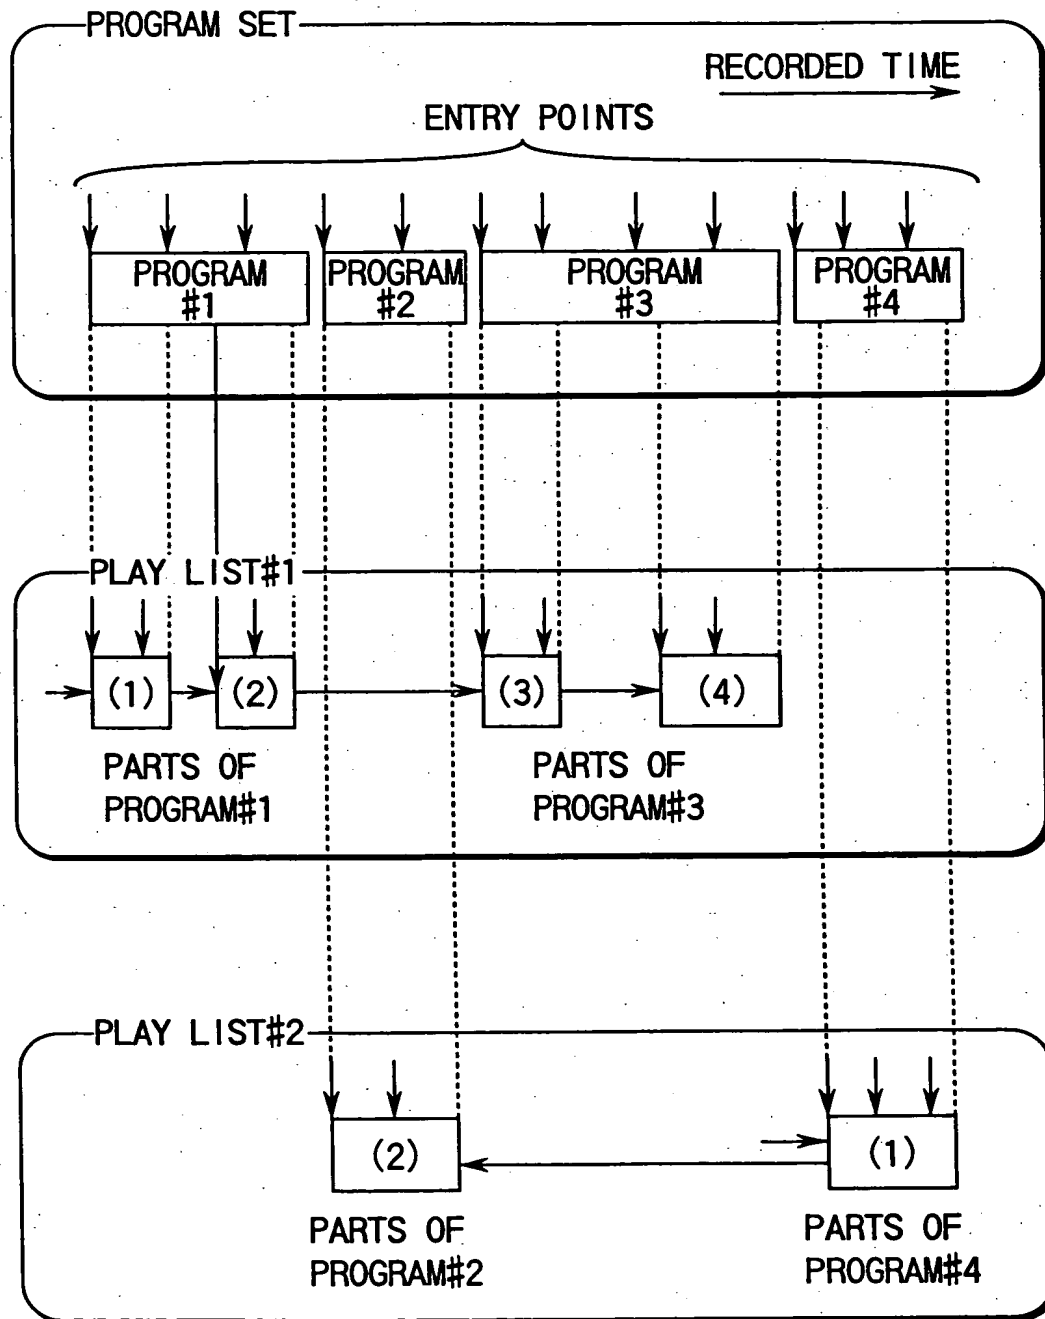 PROGRAM SET
RECORDED TIME
ENTRY POINTS
PROGRAM #1
PROGRAM #2
PROGRAM #3
PROGRAM #4
PLAY LIST#1
(1)
(2)
(3)
(4)
PARTS OF
PROGRAM#1
PARTS OF
PROGRAM#3
PLAY LIST#2
(2)
(1)
PARTS OF
PROGRAM#2
PARTS OF
PROGRAM#4